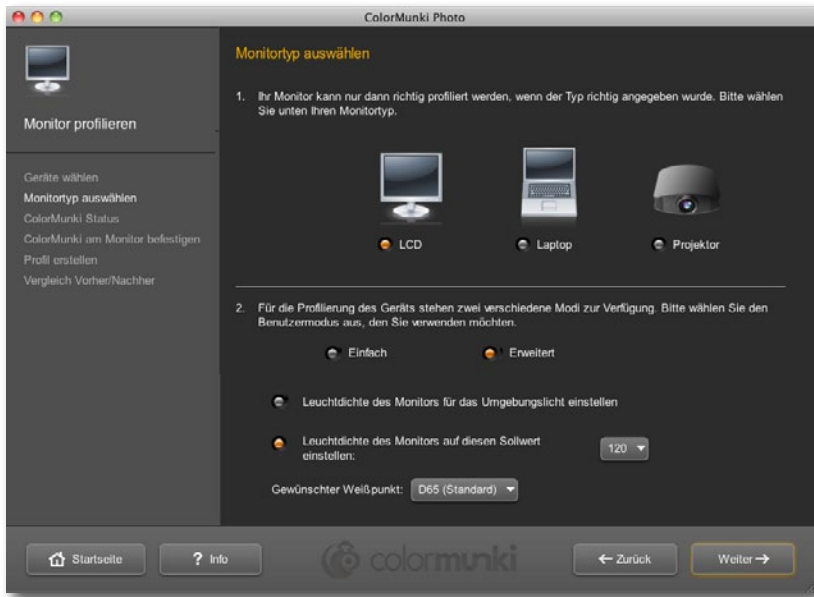 ColorMunki Photo
Monitor profilieren
Geräte wählen
Monitortyp auswählen
ColorMunki Status
ColorMunki am Monitor befestigen
Profil erstellen
Vergleich Vorher/Nachher
Monitortyp auswählen
1. Ihr Monitor kann nur dann richtig profiliert werden, wenn der Typ richtig angegeben wurde. Bitte wählen
Sie unten Ihren Monitortyp.
LCD
Laptop
Projektor
2. Für die Profilierung des Geräts stehen zwei verschiedene Modi zur Verfügung. Bitte wählen Sie den
Benutzermodus aus, den Sie verwenden möchten.
Einfach
Erweitert
Leuchtdichte des Monitors für das Umgebungslicht einstellen
Leuchtdichte des Monitors auf diesen Sollwert
einstellen:
120
Gewünschter Weißpunkt:
D65 (Standard)
Startseite
? Info
colormunki
← Zurück
Weiter →